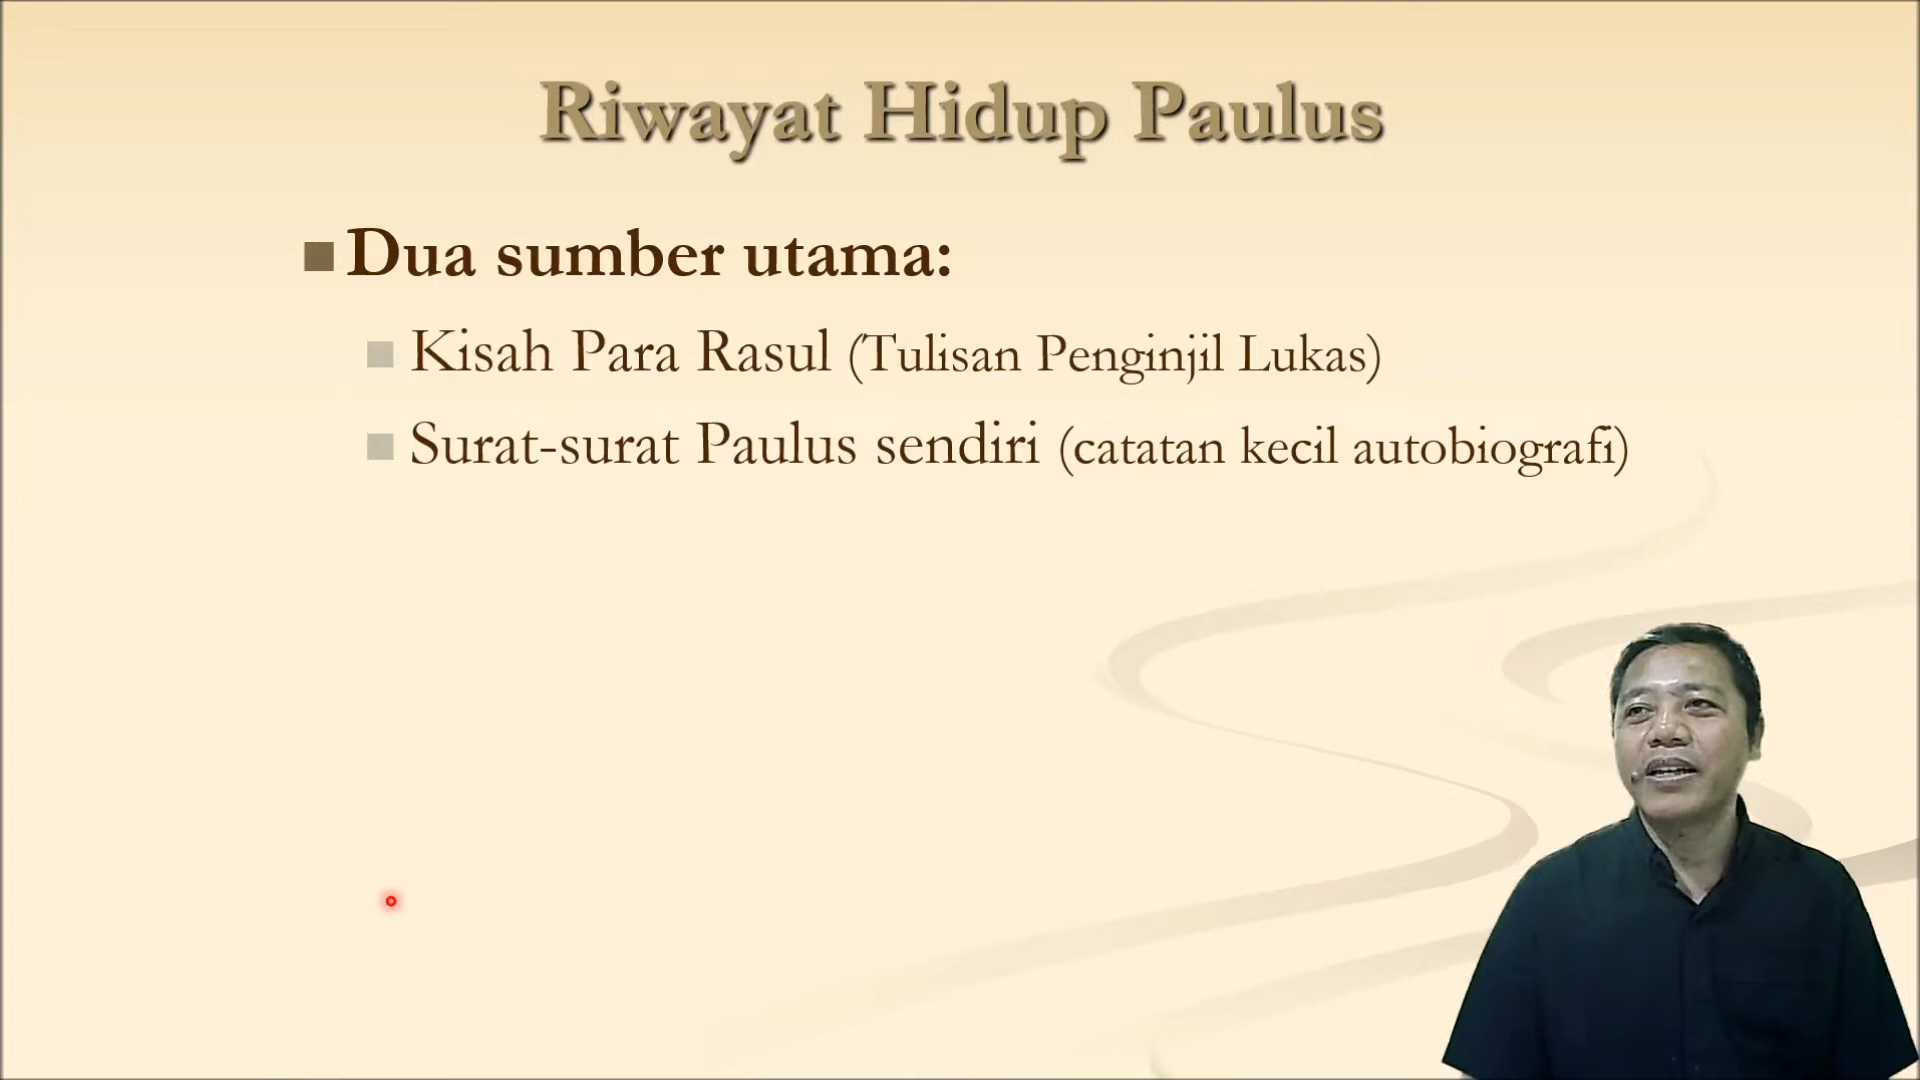 Riwayat Hidup Paulus
Dua sumber utama:
Kisah Para Rasul (Tulisan Penginjil Lukas)
Surat-surat Paulus sendiri (catatan kecil autobiografi)